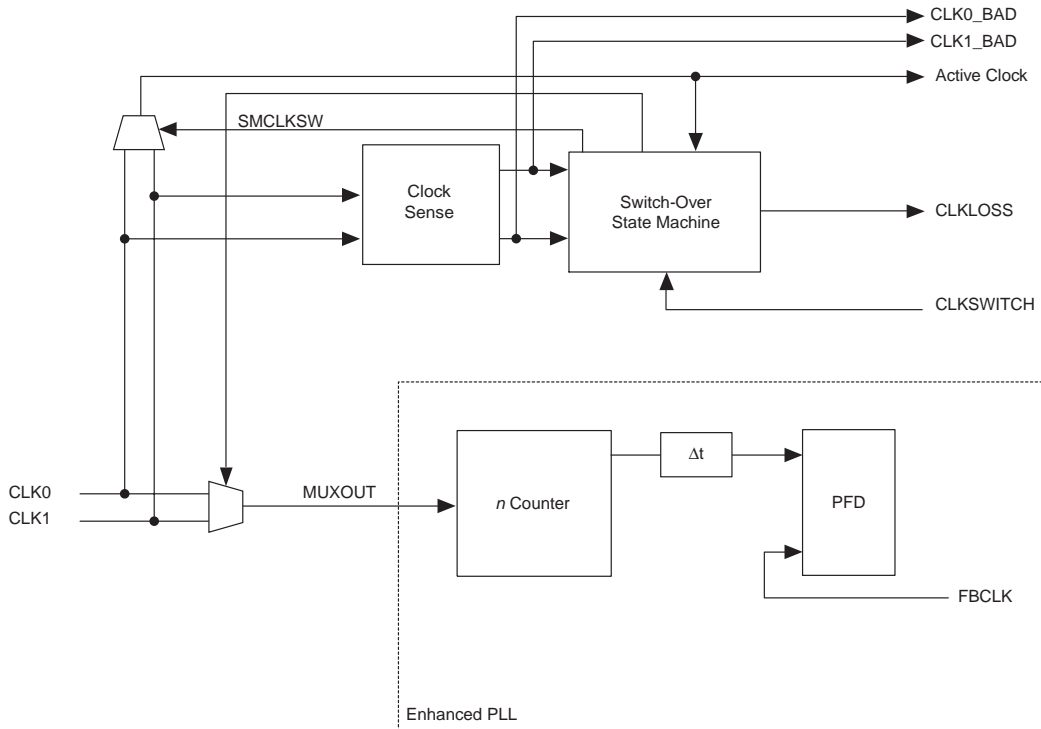 CLK0_BAD
CLK1_BAD
Active Clock
SMCLKSW
Clock
Sense
Switch-Over
State Machine
CLKLOSS
CLKSWITCH
CLK0
CLK1
MUXOUT
n Counter
Δt
PFD
FBCLK
Enhanced PLL